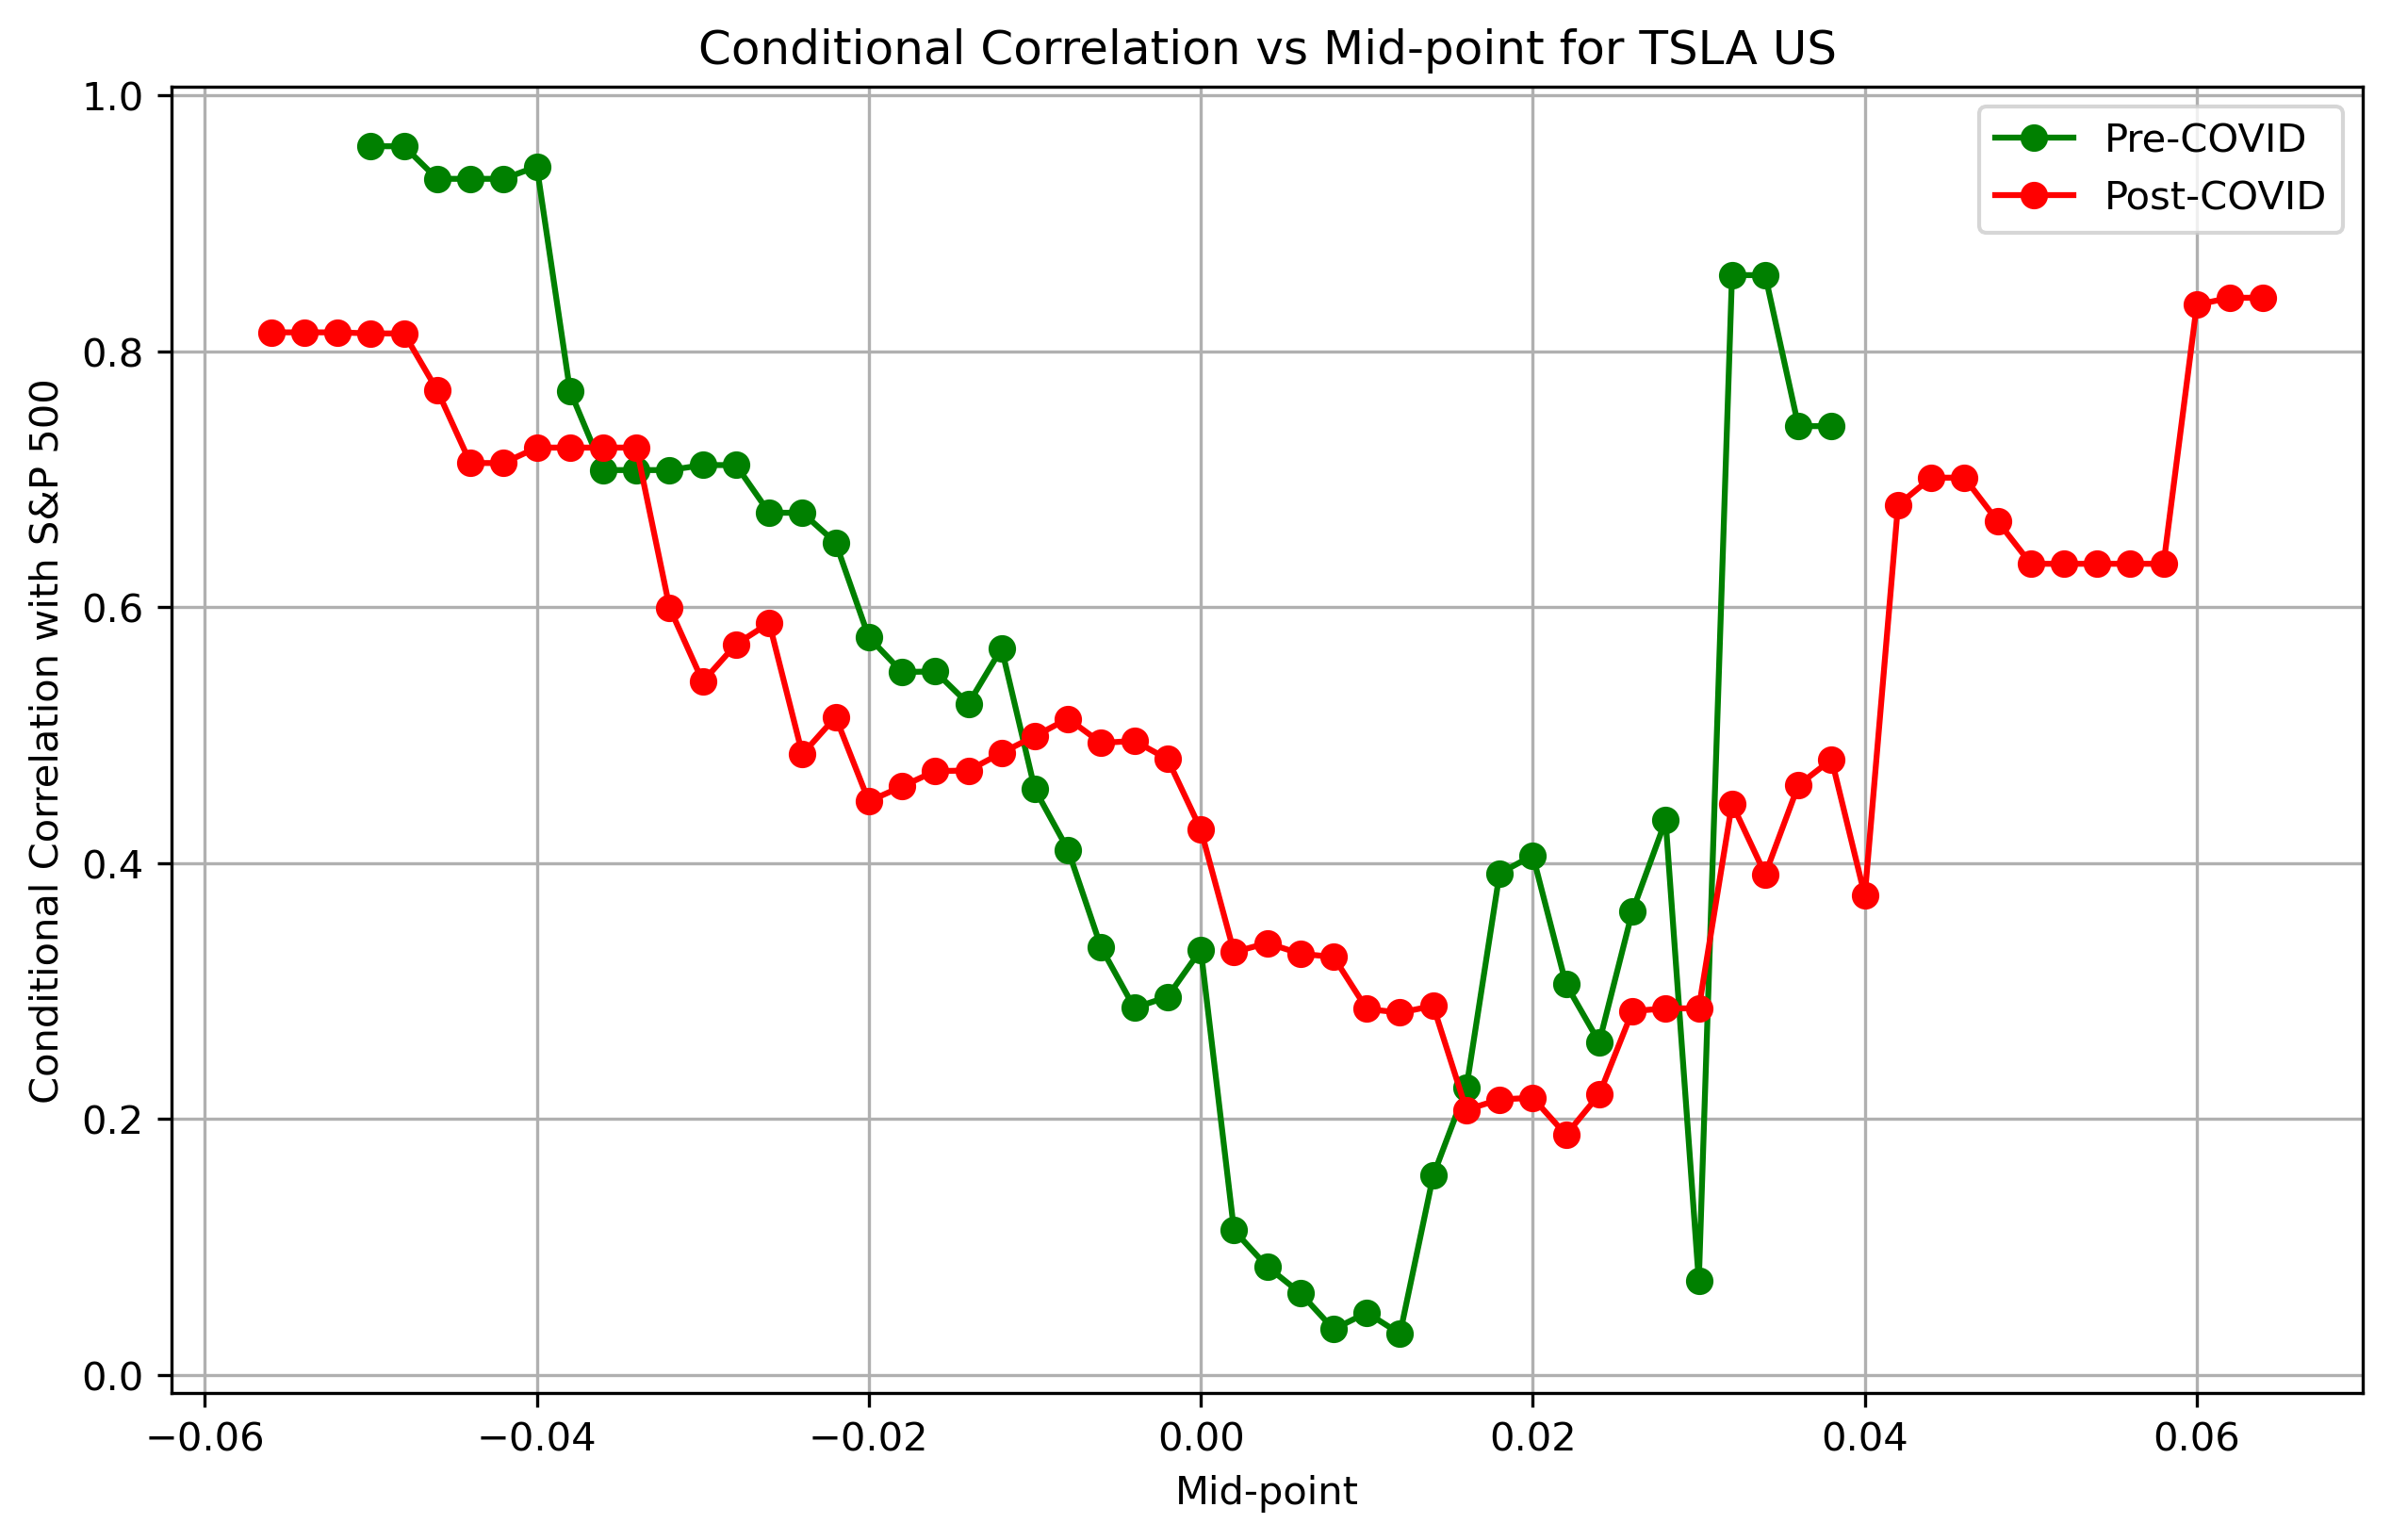 Conditional Correlation vs Mid-point for TSLA US
Conditional Correlation with S&P 500
1.0
0.8
0.6
0.4
0.2
0.0
Pre-COVID
Post-COVID
−0.06
−0.04
−0.02
0.00
0.02
0.04
0.06
Mid-point